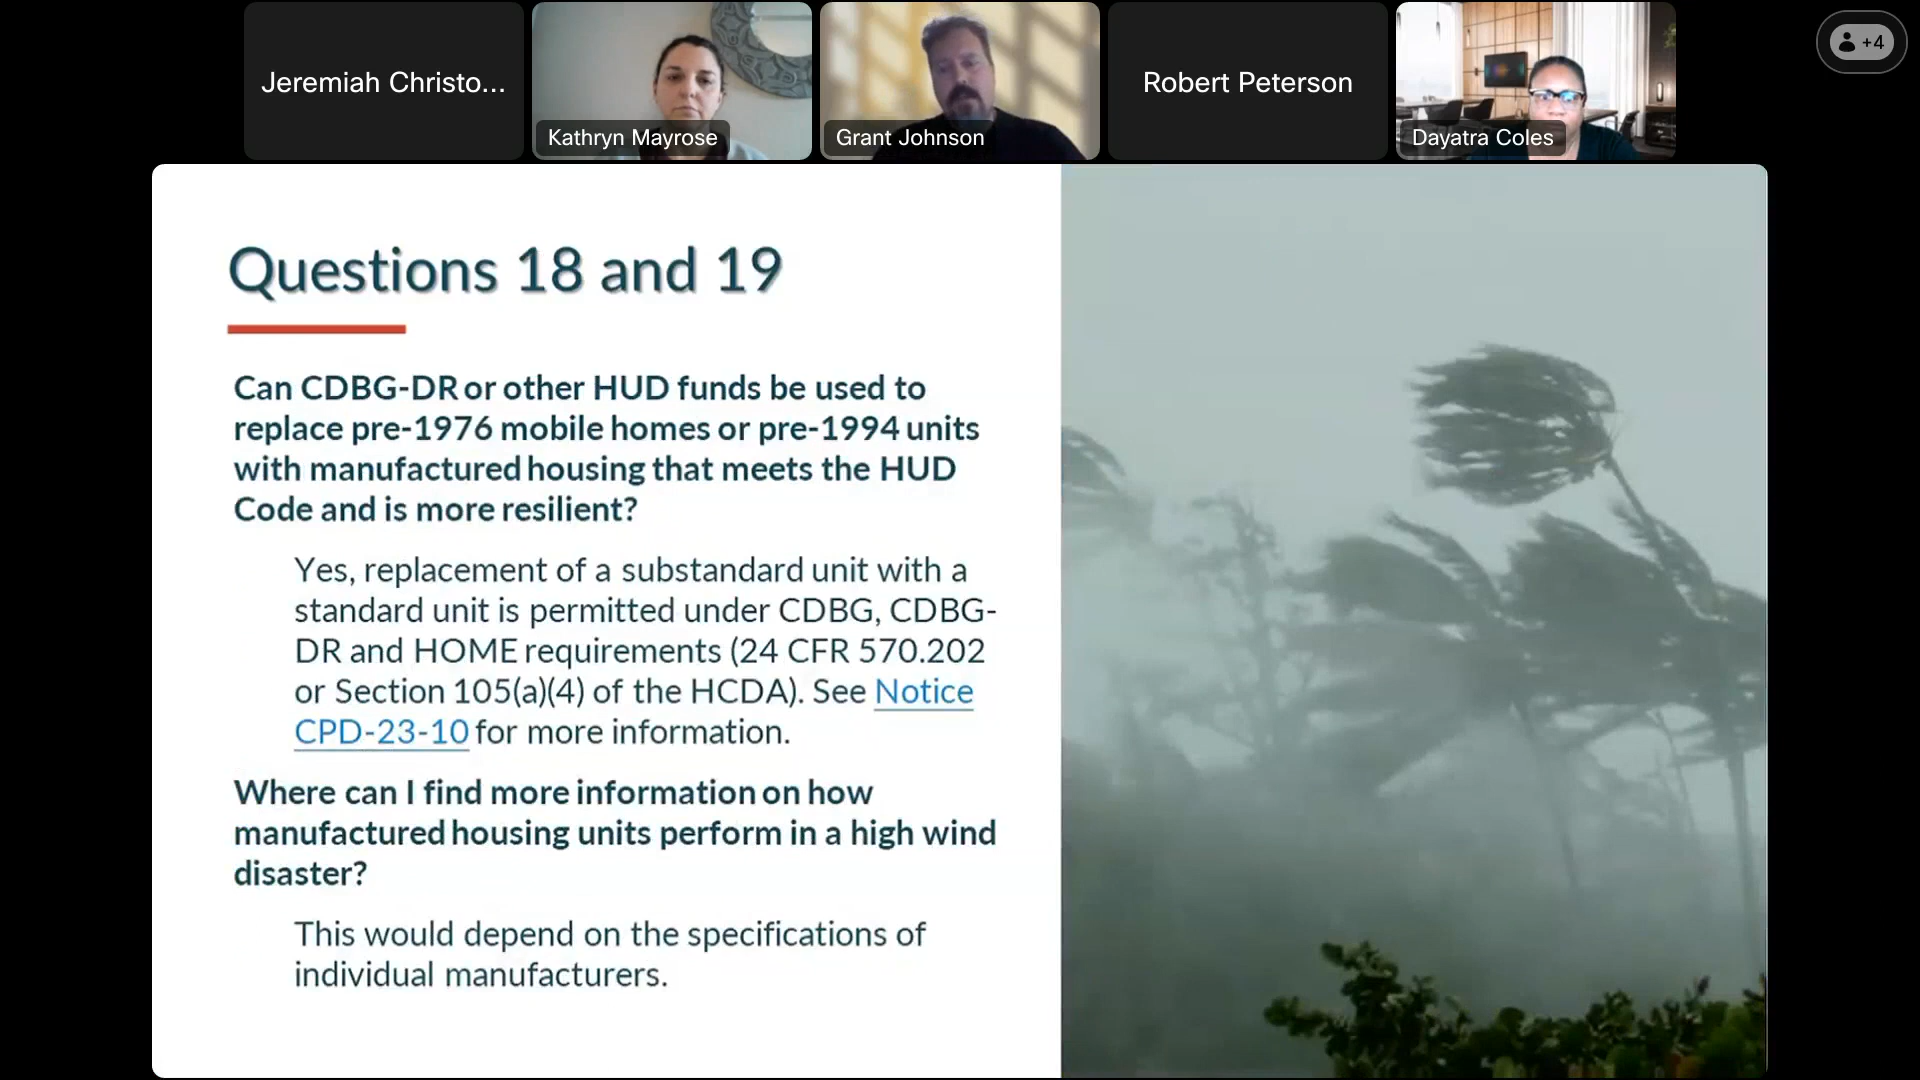 Jeremiah Christo...
Kathryn Mayrose
Grant Johnson
Robert Peterson
Dayatra Coles
+4
Questions 18 and 19
Can CDBG-DR or other HUD funds be used to
replace pre-1976 mobile homes or pre-1994 units
with manufactured housing that meets the HUD
Code and is more resilient?
Yes, replacement of a substandard unit with a
standard unit is permitted under CDBG, CDBG-
DR and HOME requirements (24 CFR 570.202
or Section 105(a)(4) of the HCDA). See Notice
CPD-23-10 for more information.
Where can I find more information on how
manufactured housing units perform in a high wind
disaster?
This would depend on the specifications of
individual manufacturers.